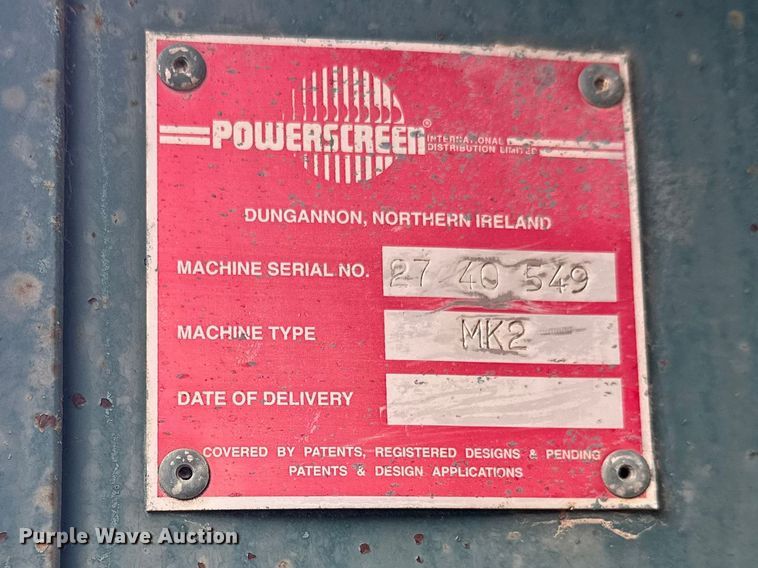 POWERSCREEN®
INTERNATIONAL
DISTRIBUTION LIMITED
DUNGANNON, NORTHERN IRELAND
MACHINE SERIAL NO. 27 40 549
MACHINE TYPE MK2
DATE OF DELIVERY
COVERED BY PATENTS, REGISTERED DESIGNS & PENDING
PATENTS & DESIGN APPLICATIONS
Purple Wave Auction®